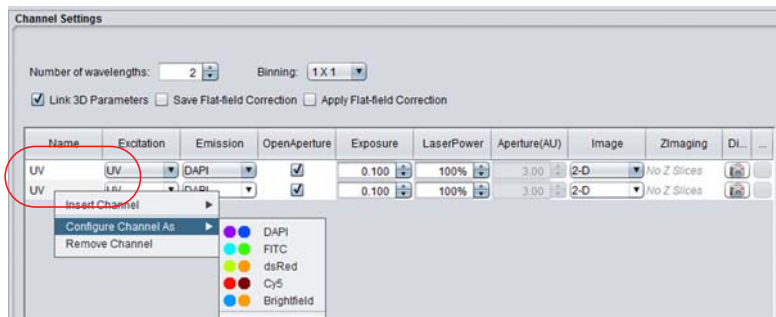 Channel Settings
Number of wavelengths: 2 Binning: 1 X 1
Link 3D Parameters Save Flat-field Correction Apply Flat-field Correction
Name Excitation Emission OpenAperture Exposure LaserPower Aperture(AU) Image ZImaging Di... ...
UV UV DAPI 0.100 100% 3.00 2-D No Z Slices
UV UV DAPI 0.100 100% 3.00 2-D No Z Slices
Insert Channel
Configure Channel As
Remove Channel
DAPI
FITC
dsRed
Cy5
Brightfield